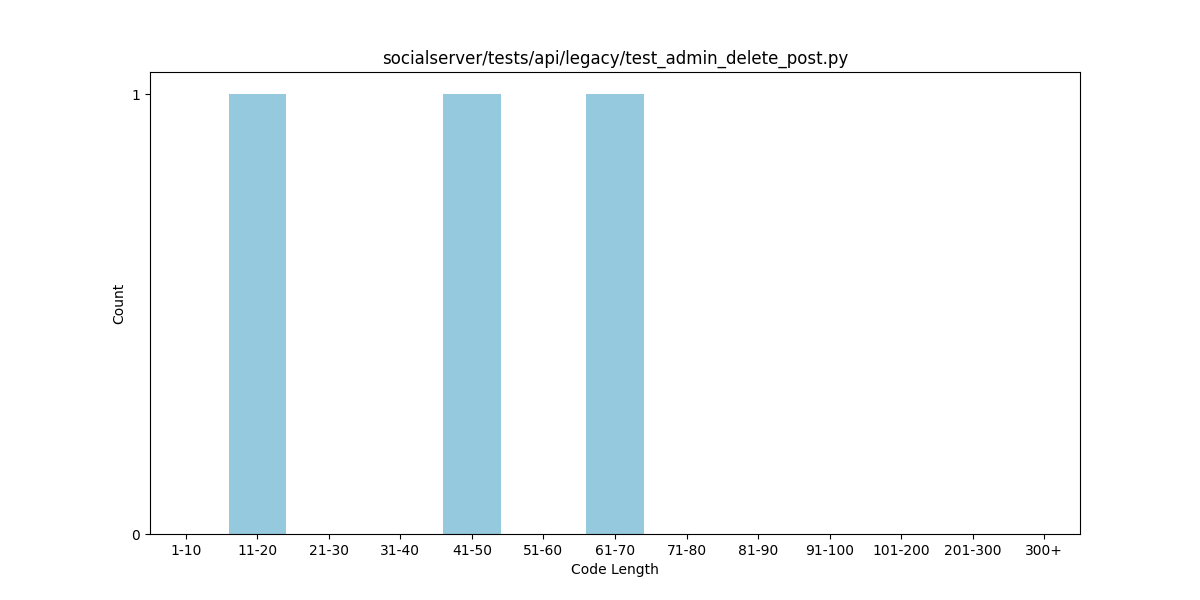 socialserver/tests/api/legacy/test_admin_delete_post.py
1
Count
0
1-10 11-20 21-30 31-40 41-50 51-60 61-70 71-80 81-90 91-100 101-200 201-300 300+
Code Length